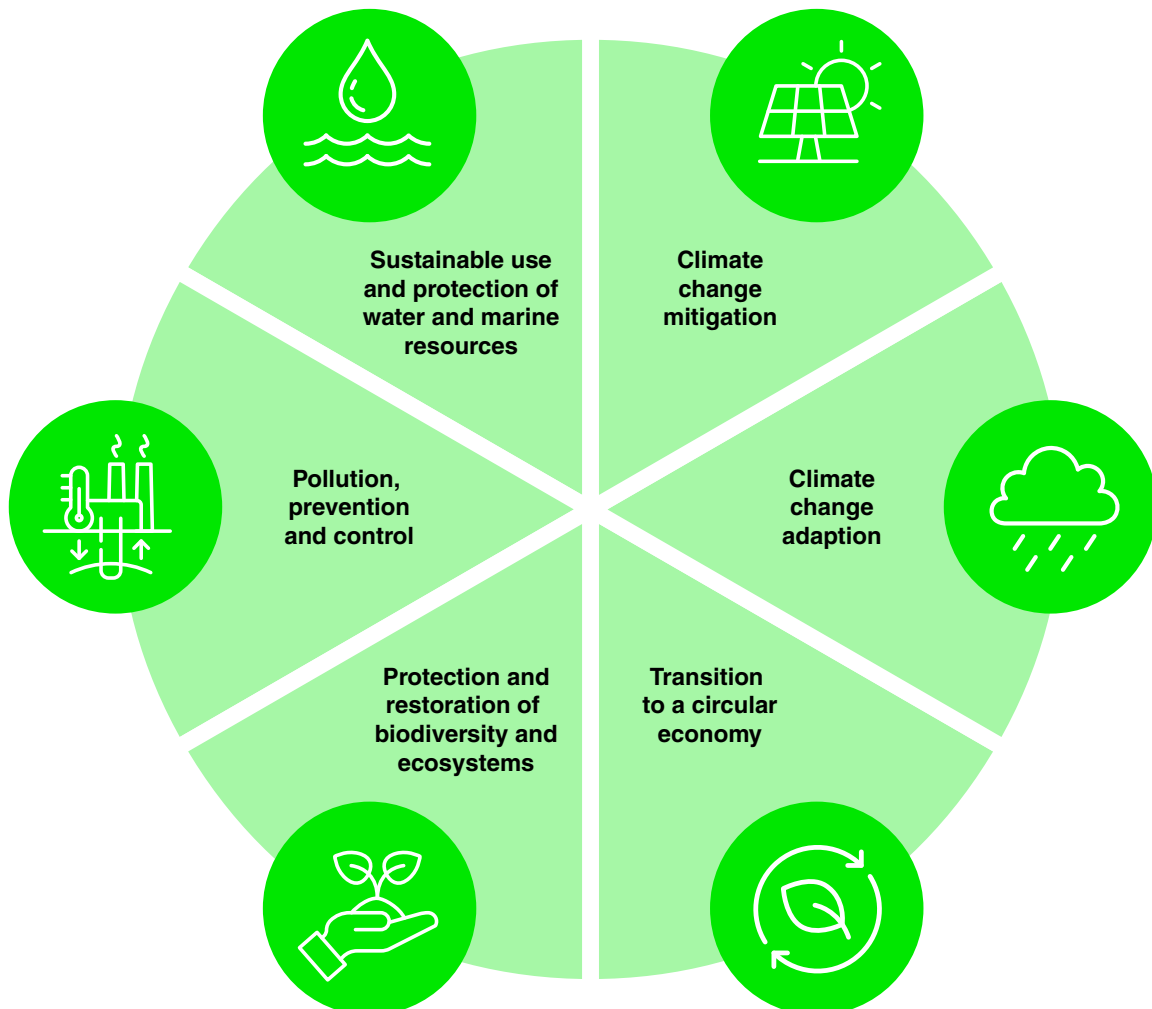 Sustainable use
and protection of
water and marine
resources
Climate
change
mitigation
Pollution,
prevention
and control
Climate
change
adaption
Protection and
restoration of
biodiversity and
ecosystems
Transition
to a circular
economy